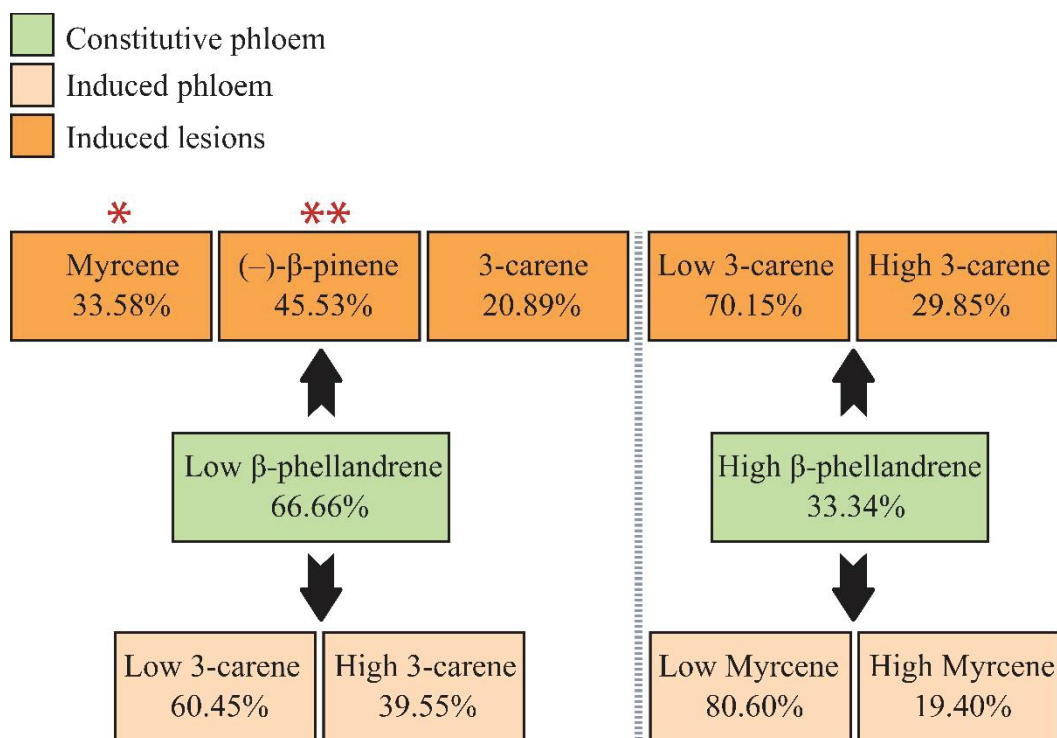 Constitutive phloem
Induced phloem
Induced lesions
* **
Myrcene (–)-β-pinene 3-carene Low 3-carene High 3-carene
33.58% 45.53% 20.89% 70.15% 29.85%
Low β-phellandrene High β-phellandrene
66.66% 33.34%
Low 3-carene High 3-carene Low Myrcene High Myrcene
60.45% 39.55% 80.60% 19.40%